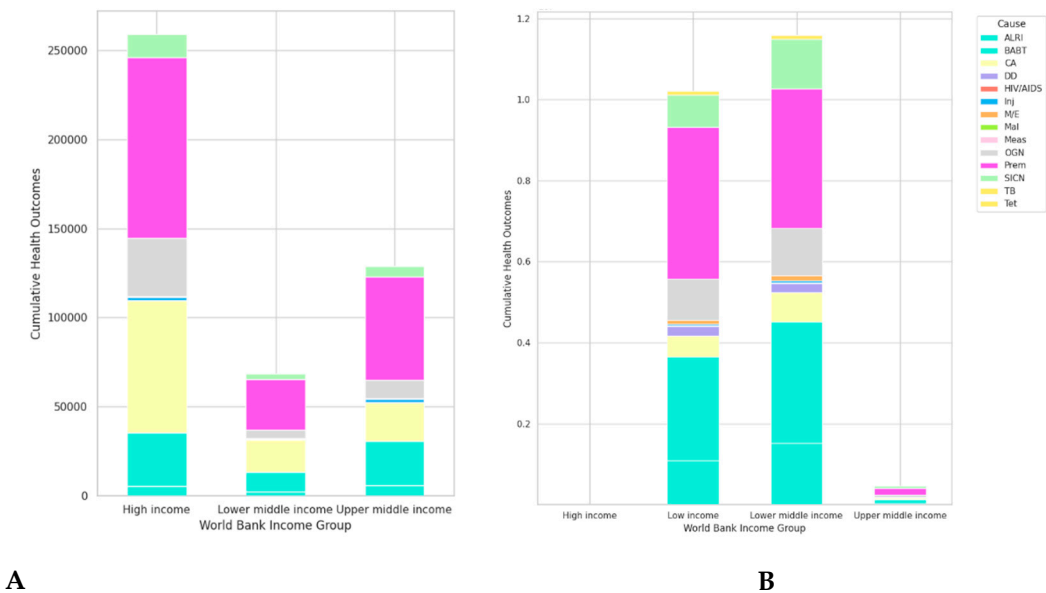 250000
200000
150000
100000
50000
0
Cumulative Health Outcomes
High income
Lower middle income
Upper middle income
World Bank Income Group
A
1.2
1.0
0.8
0.6
0.4
0.2
Cumulative Health Outcomes
High income
Low income
Lower middle income
Upper middle income
World Bank Income Group
Cause
ALRI
BABT
CA
DD
HIV/AIDS
Inj
M/E
Mal
Meas
OGN
Prem
SICN
TB
Tet
B